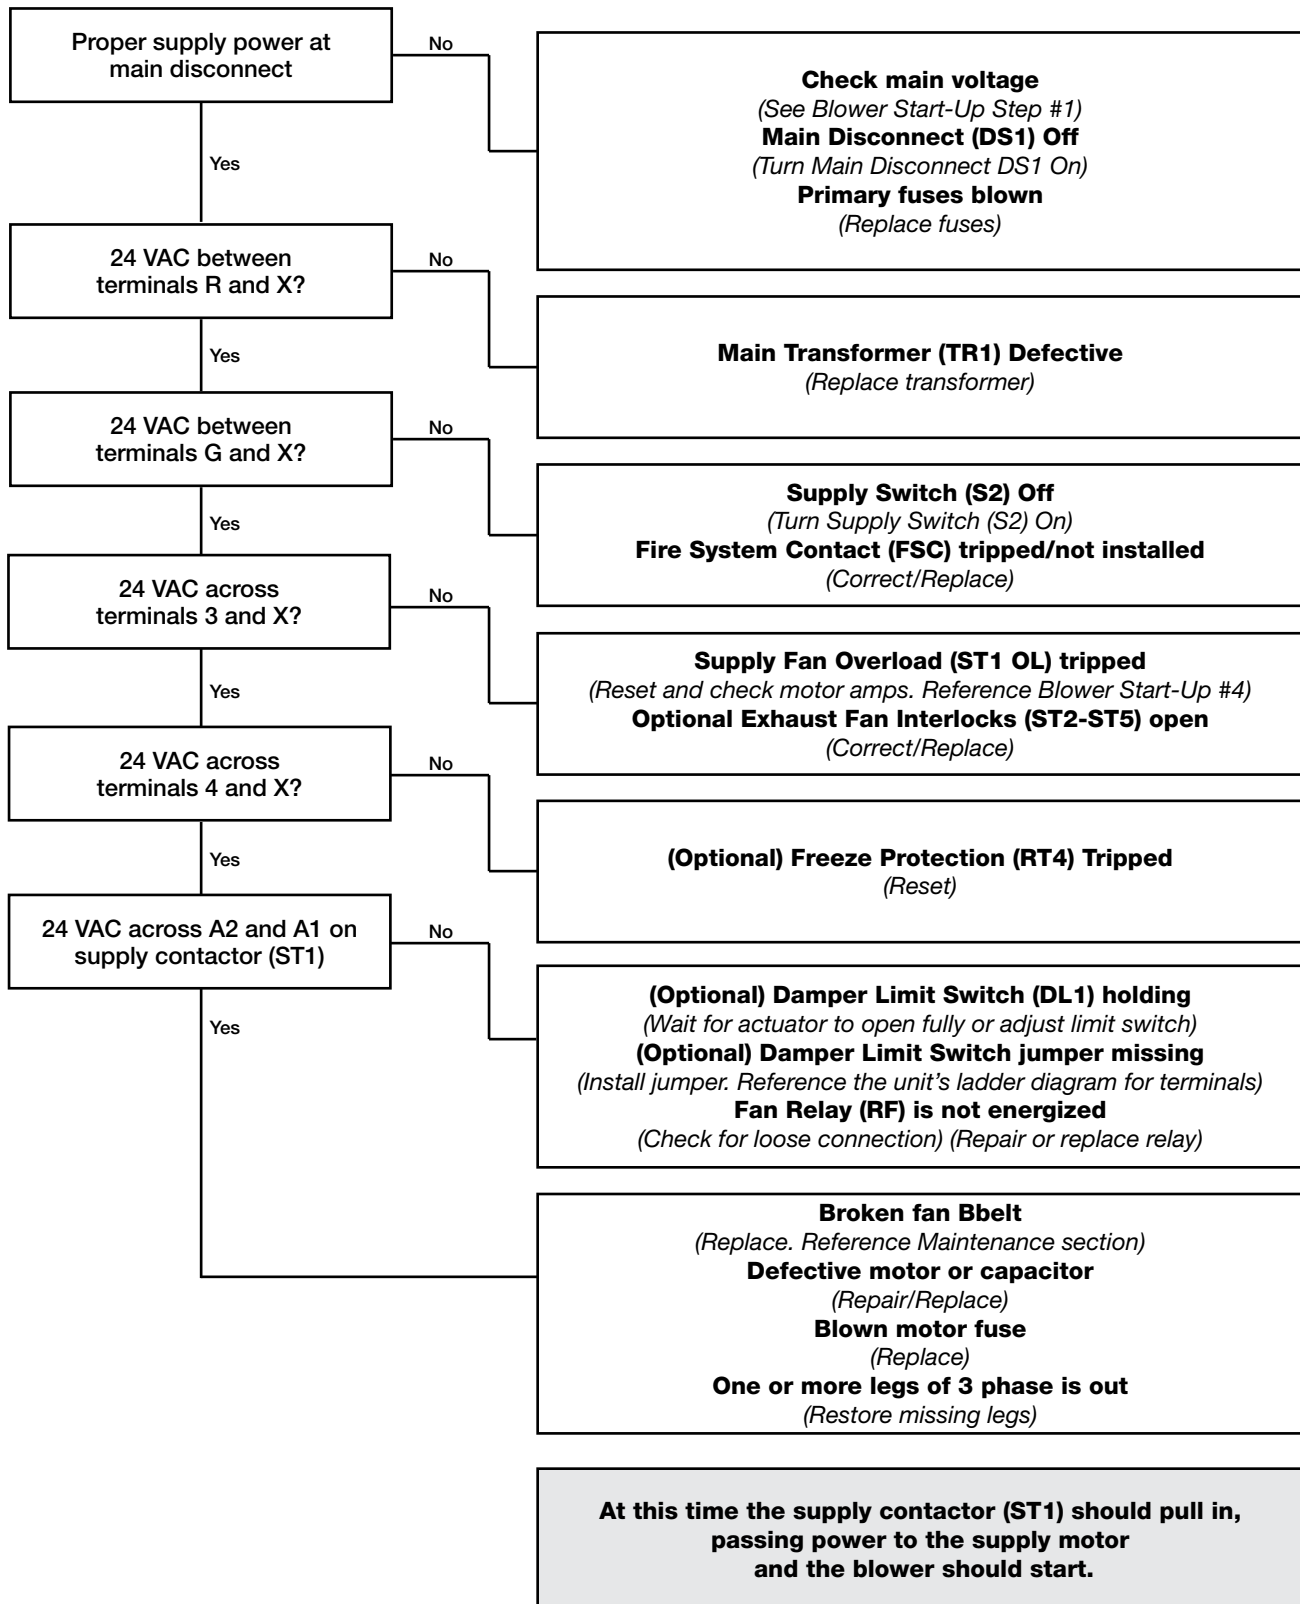 Proper supply power at
main disconnect
No
Check main voltage
(See Blower Start-Up Step #1)
Main Disconnect (DS1) Off
(Turn Main Disconnect DS1 On)
Primary fuses blown
(Replace fuses)
Yes
24 VAC between
terminals R and X?
No
Main Transformer (TR1) Defective
(Replace transformer)
Yes
24 VAC between
terminals G and X?
No
Supply Switch (S2) Off
(Turn Supply Switch (S2) On)
Fire System Contact (FSC) tripped/not installed
(Correct/Replace)
Yes
24 VAC across
terminals 3 and X?
No
Supply Fan Overload (ST1 OL) tripped
(Reset and check motor amps. Reference Blower Start-Up #4)
Optional Exhaust Fan Interlocks (ST2-ST5) open
(Correct/Replace)
Yes
24 VAC across
terminals 4 and X?
No
(Optional) Freeze Protection (RT4) Tripped
(Reset)
Yes
24 VAC across A2 and A1 on
supply contactor (ST1)
No
(Optional) Damper Limit Switch (DL1) holding
(Wait for actuator to open fully or adjust limit switch)
(Optional) Damper Limit Switch jumper missing
(Install jumper. Reference the unit's ladder diagram for terminals)
Fan Relay (RF) is not energized
(Check for loose connection) (Repair or replace relay)
Yes
Broken fan Bbelt
(Replace. Reference Maintenance section)
Defective motor or capacitor
(Repair/Replace)
Blown motor fuse
(Replace)
One or more legs of 3 phase is out
(Restore missing legs)
At this time the supply contactor (ST1) should pull in,
passing power to the supply motor
and the blower should start.